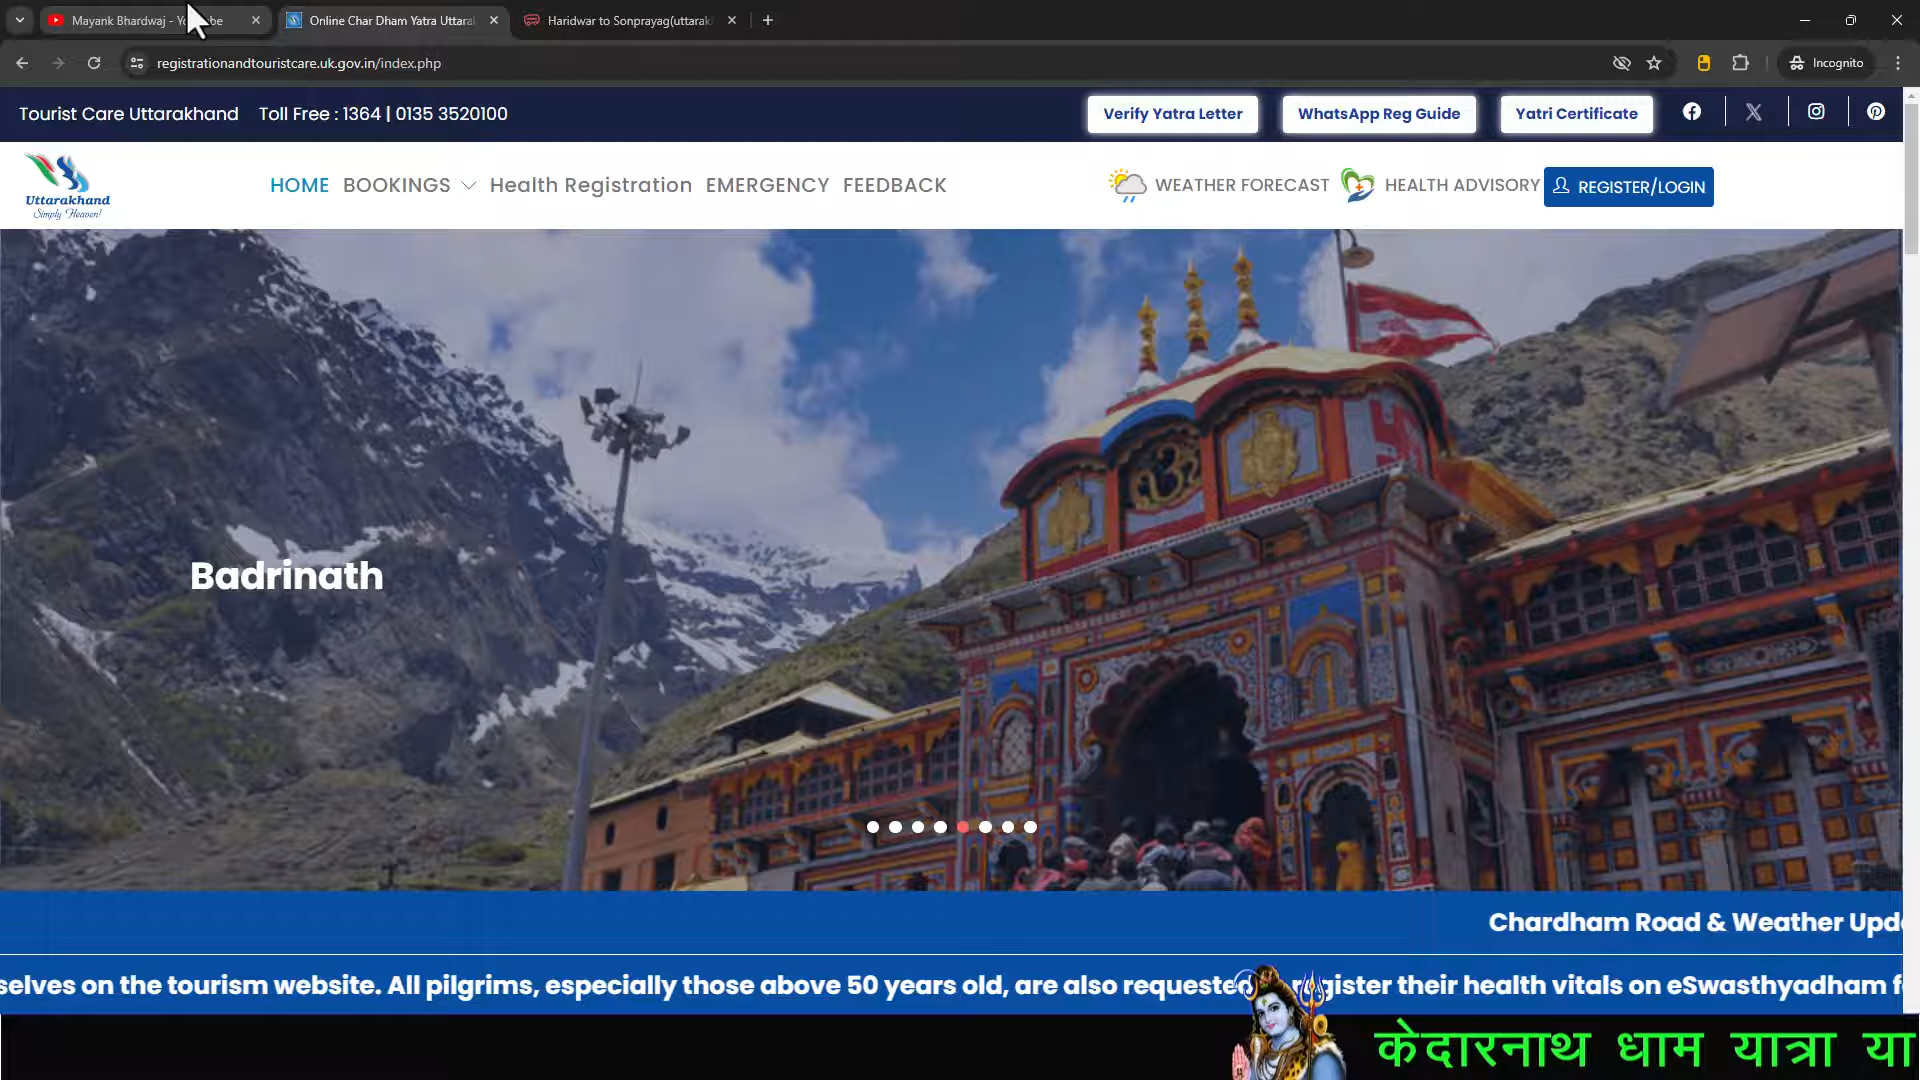 Mayank Bhardwaj - Yo be
Online Char Dham Yatra Uttara
Haridwar to Sonprayag(uttarak
registrationandtouristcare.uk.gov.in/index.php
Incognito
Tourist Care Uttarakhand Toll Free : 1364 | 0135 3520100
Verify Yatra Letter
WhatsApp Reg Guide
Yatri Certificate
Uttarakhand
Simply Heaven!
HOME BOOKINGS Health Registration EMERGENCY FEEDBACK
WEATHER FORECAST HEALTH ADVISORY REGISTER/LOGIN
Badrinath
Chardham Road & Weather Upd
selves on the tourism website. All pilgrims, especially those above 50 years old, are also requested register their health vitals on eSwasthyadham f
केदारनाथ धाम यात्रा या